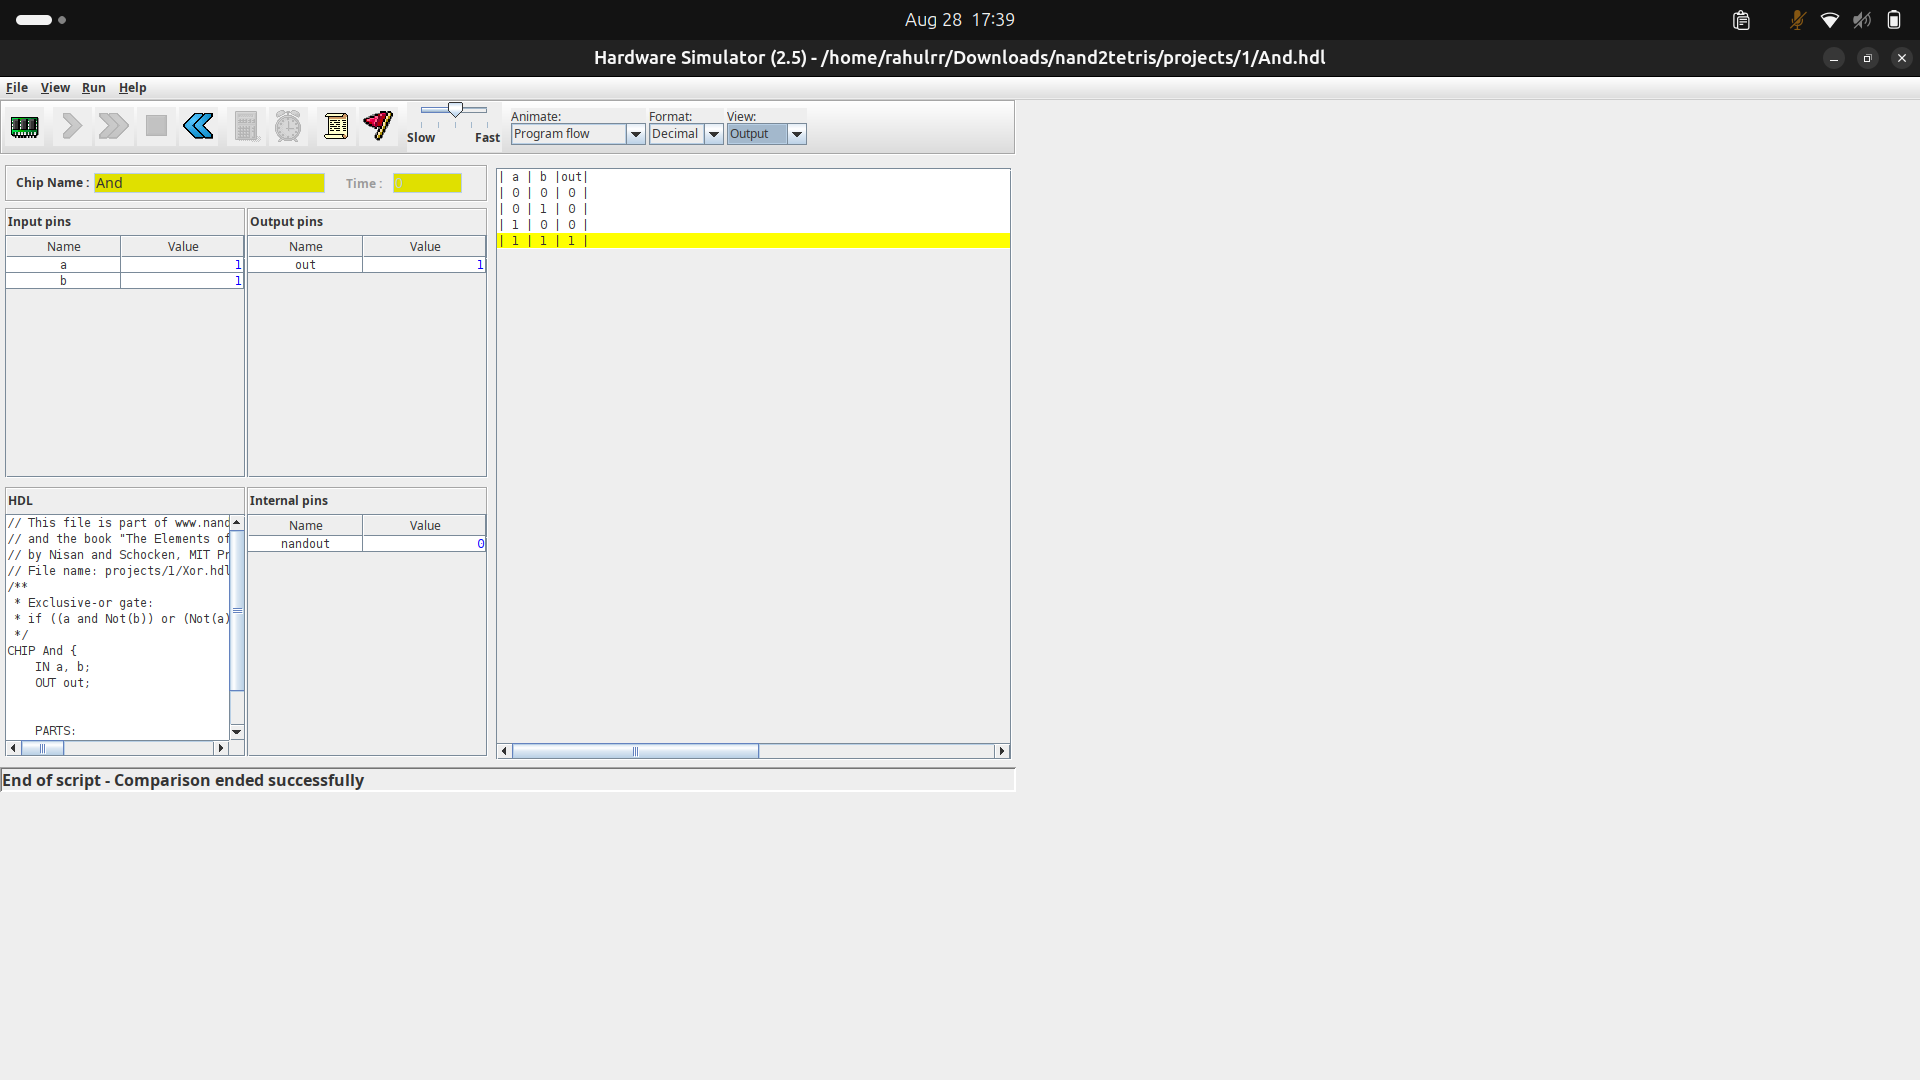 Aug 28 17:39
Hardware Simulator (2.5) - /home/rahulrr/Downloads/nand2tetris/projects/1/And.hdl
File View Run Help
Slow Fast
Animate: Format: View:
Program flow Decimal Output
Chip Name : And Time : 0
Input pins
Name Value
a 1
b 1
Output pins
Name Value
out 1
HDL
// This file is part of www.nand
// and the book "The Elements of
// by Nisan and Schocken, MIT Pr
// File name: projects/1/Xor.hdl
/**
* Exclusive-or gate:
* if ((a and Not(b)) or (Not(a)
*/
CHIP And {
IN a, b;
OUT out;
PARTS:
Internal pins
Name Value
nandout 0
| a | b |out|
| 0 | 0 | 0 |
| 0 | 1 | 0 |
| 1 | 0 | 0 |
| 1 | 1 | 1 |
End of script - Comparison ended successfully